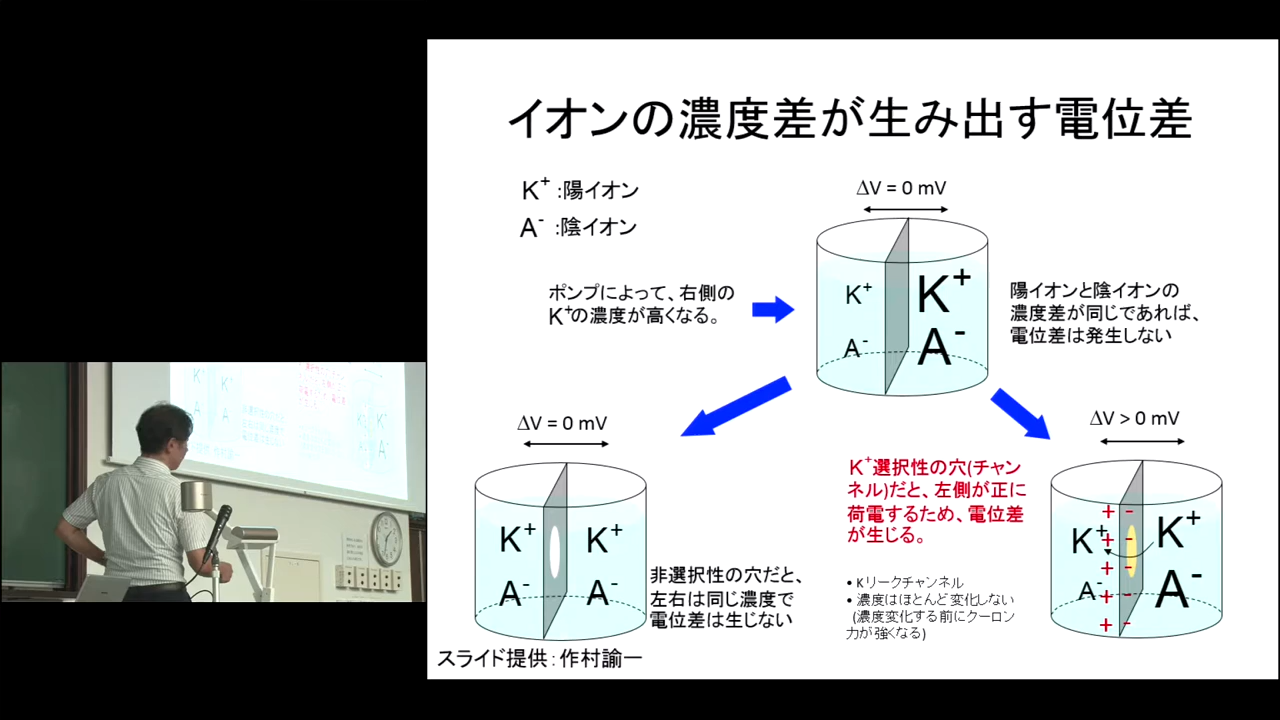 イオンの濃度差が生み出す電位差
K+ :陽イオン
A- :陰イオン
ΔV = 0 mV
ポンプによって、右側の
K+の濃度が高くなる。
K+
K+
A-
A-
陽イオンと陰イオンの
濃度差が同じであれば、
電位差は発生しない
ΔV = 0 mV
K+
K+
A-
A-
非選択性の穴だと、
左右は同じ濃度で
電位差は生じない
ΔV > 0 mV
K+選択性の穴(チャン
ネル)だと、左側が正に
荷電するため、電位差
が生じる。
• Kリークチャンネル
• 濃度はほとんど変化しない
(濃度変化する前にクーロン
力が強くなる)
+ -
K+ + - K+
+ -
A- + - A-
+ -
スライド提供：作村諭一